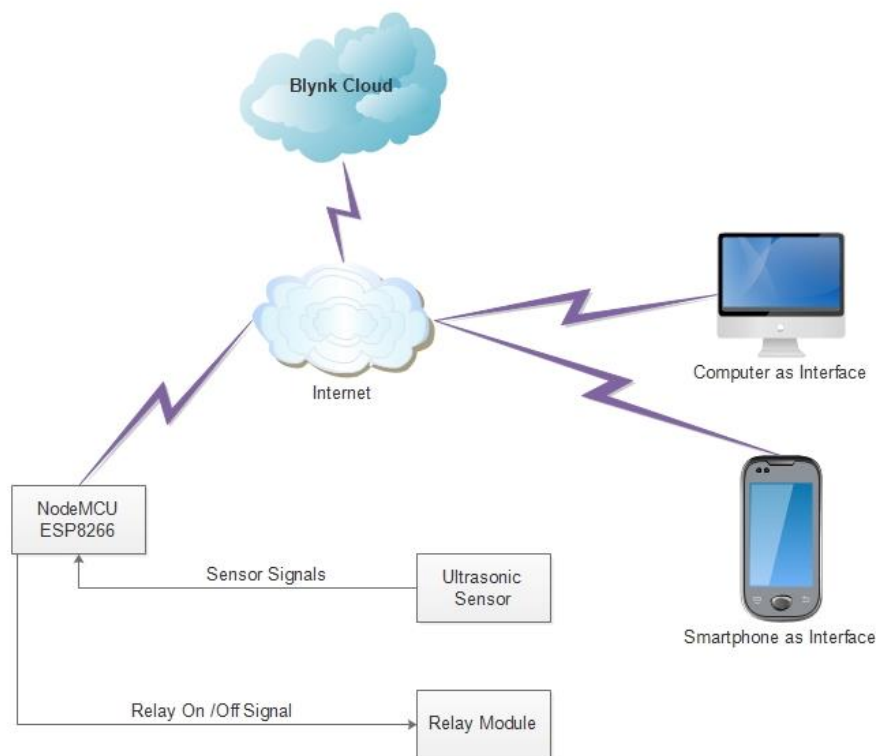 Blynk Cloud
Internet
Computer as Interface
NodeMCU
ESP8266
Sensor Signals
Ultrasonic
Sensor
Smartphone as Interface
Relay On /Off Signal
Relay Module